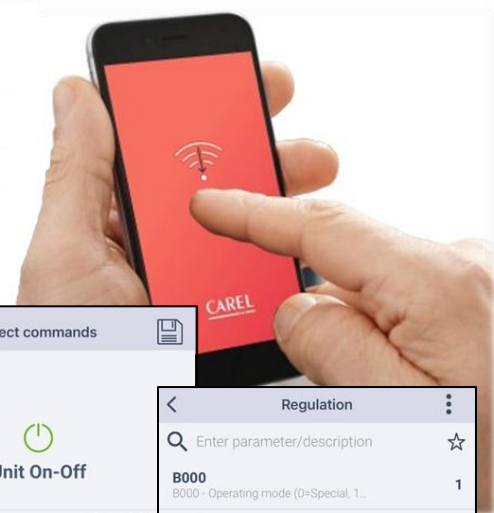 CAREL
ect commands
Unit On-Off
Regulation
Enter parameter/description
B000
B000 - Operating mode (0=Special, 1...
1